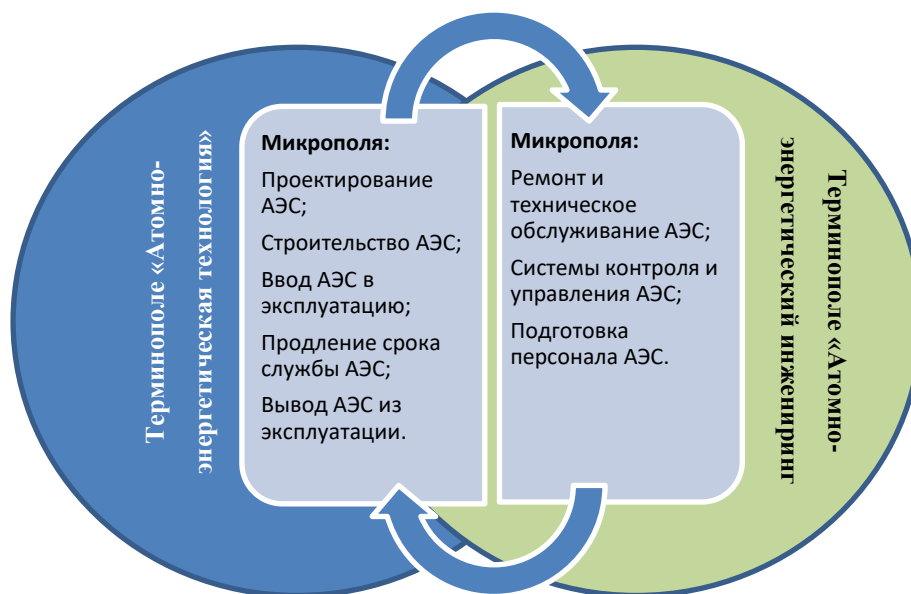 Терминополе «Атомно-
энергетическая технология»
Микрополя:
Проектирование
АЭС;
Строительство АЭС;
Ввод АЭС в
эксплуатацию;
Продление срока
службы АЭС;
Вывод АЭС из
эксплуатации.
Микрополя:
Ремонт и
техническое
обслуживание АЭС;
Системы контроля и
управления АЭС;
Подготовка
персонала АЭС.
Терминополе «Атомно-
энергетический инжениринг